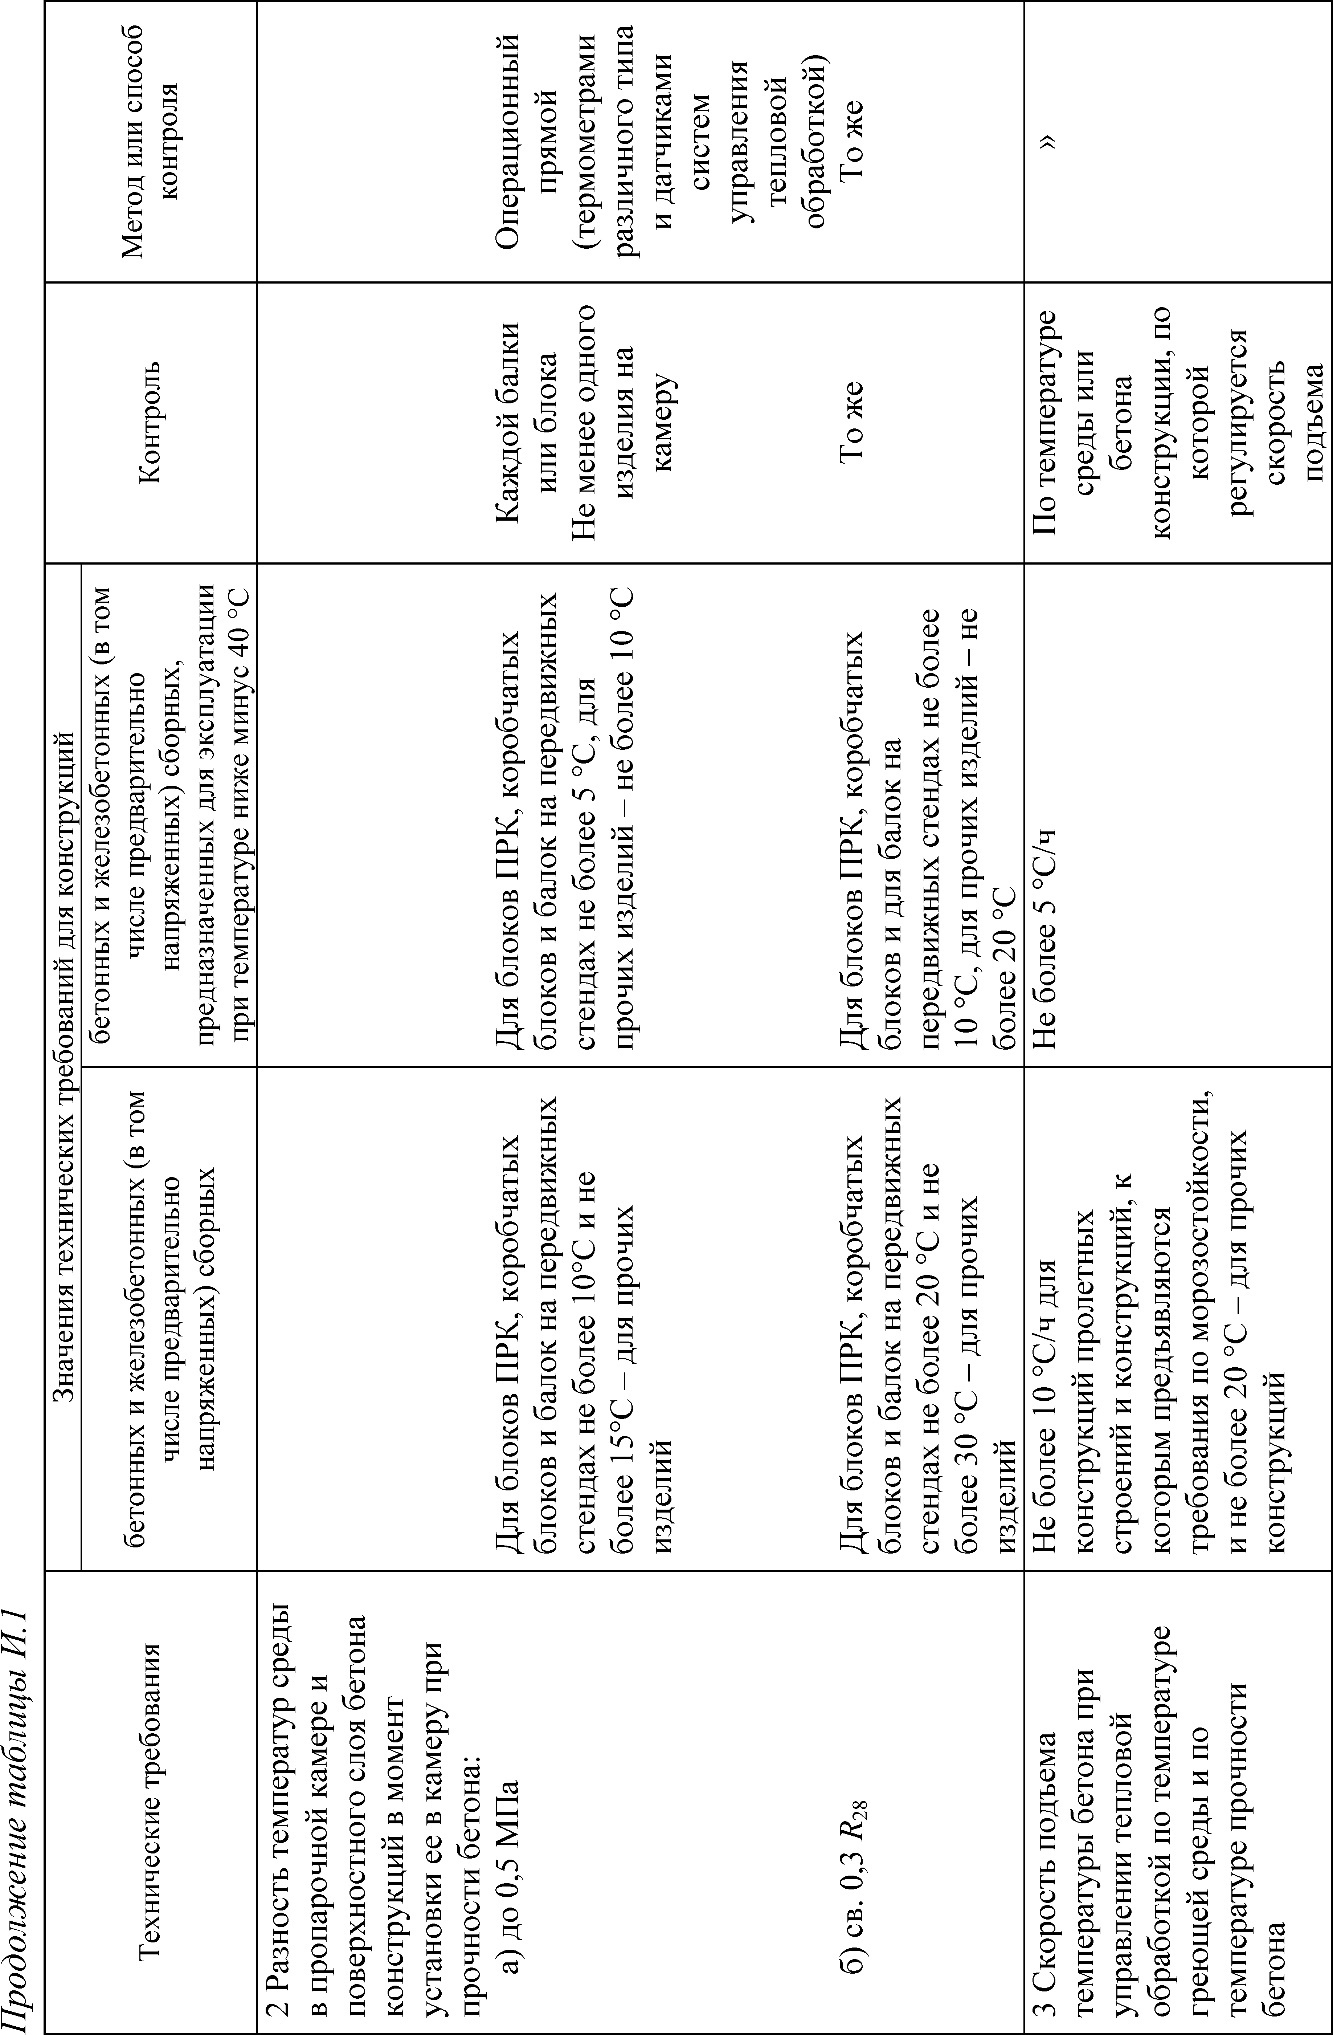 Продолжение таблицы И.1
Технические требования
Значения технических требований для конструкций
бетонных и железобетонных (в том
числе предварительно
напряженных) сборных
бетонных и железобетонных (в том
числе предварительно
напряженных) сборных,
предназначенных для эксплуатации
при температуре ниже минус 40 °С
Контроль
Метод или способ
контроля
2 Разность температур среды
в пропарочной камере и
поверхностного слоя бетона
конструкций в момент
установки ее в камеру при
прочности бетона:
а) до 0,5 МПа
Для блоков ПРК, коробчатых
блоков и балок на передвижных
стендах не более 10°С и не
более 15°С – для прочих
изделий
Для блоков ПРК, коробчатых
блоков и балок на передвижных
стендах не более 5 °С, для
прочих изделий – не более 10 °С
Каждой балки
или блока
Не менее одного
изделия на
камеру
Операционный
прямой
(термометрами
различного типа
и датчиками
систем
управления
тепловой
обработкой)
б) св. 0,3 R28
Для блоков ПРК, коробчатых
блоков и балок на передвижных
стендах не более 20 °С и не
более 30 °С – для прочих
изделий
Для блоков ПРК, коробчатых
блоков и для балок на
передвижных стендах не более
10 °С, для прочих изделий – не
более 20 °С
То же
То же
3 Скорость подъема
температуры бетона при
управлении тепловой
обработкой по температуре
греющей среды и по
температуре прочности
бетона
Не более 10 °С/ч для
конструкций пролетных
строений и конструкций, к
которым предъявляются
требования по морозостойкости,
и не более 20 °С – для прочих
конструкций
Не более 5 °С/ч
По температуре
среды или
бетона
конструкции, по
которой
регулируется
скорость
подъема
»